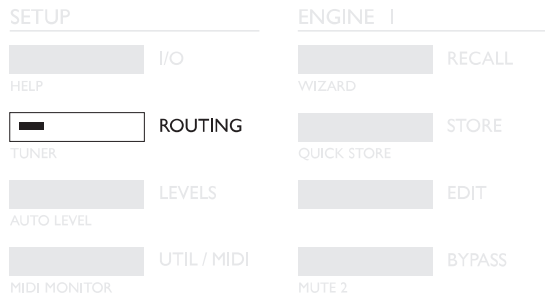 SETUP
I/O
HELP
ROUTING
TUNER
LEVELS
AUTO LEVEL
UTIL / MIDI
MIDI MONITOR
ENGINE 1
RECALL
WIZARD
STORE
QUICK STORE
EDIT
BYPASS
MUTE 2